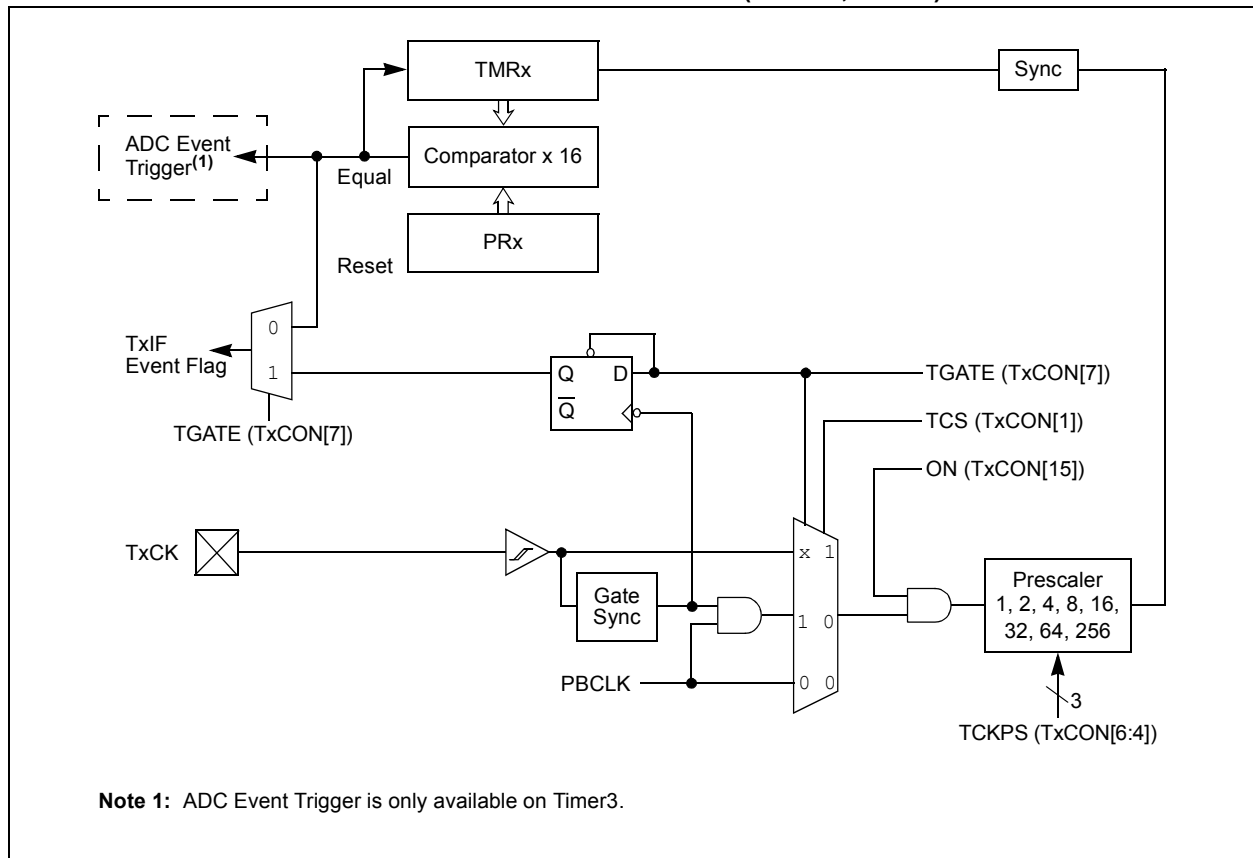 TMRx
Sync
ADC Event
Trigger(1)
Comparator x 16
Equal
PRx
Reset
0
TxIF
Event Flag
1
Q D
Q
TGATE (TxCON[7])
TGATE (TxCON[7])
TCS (TxCON[1])
ON (TxCON[15])
TxCK
x 1
Gate
Sync
1 0
Prescaler
1, 2, 4, 8, 16,
32, 64, 256
PBCLK
0 0
3
TCKPS (TxCON[6:4])
Note 1: ADC Event Trigger is only available on Timer3.